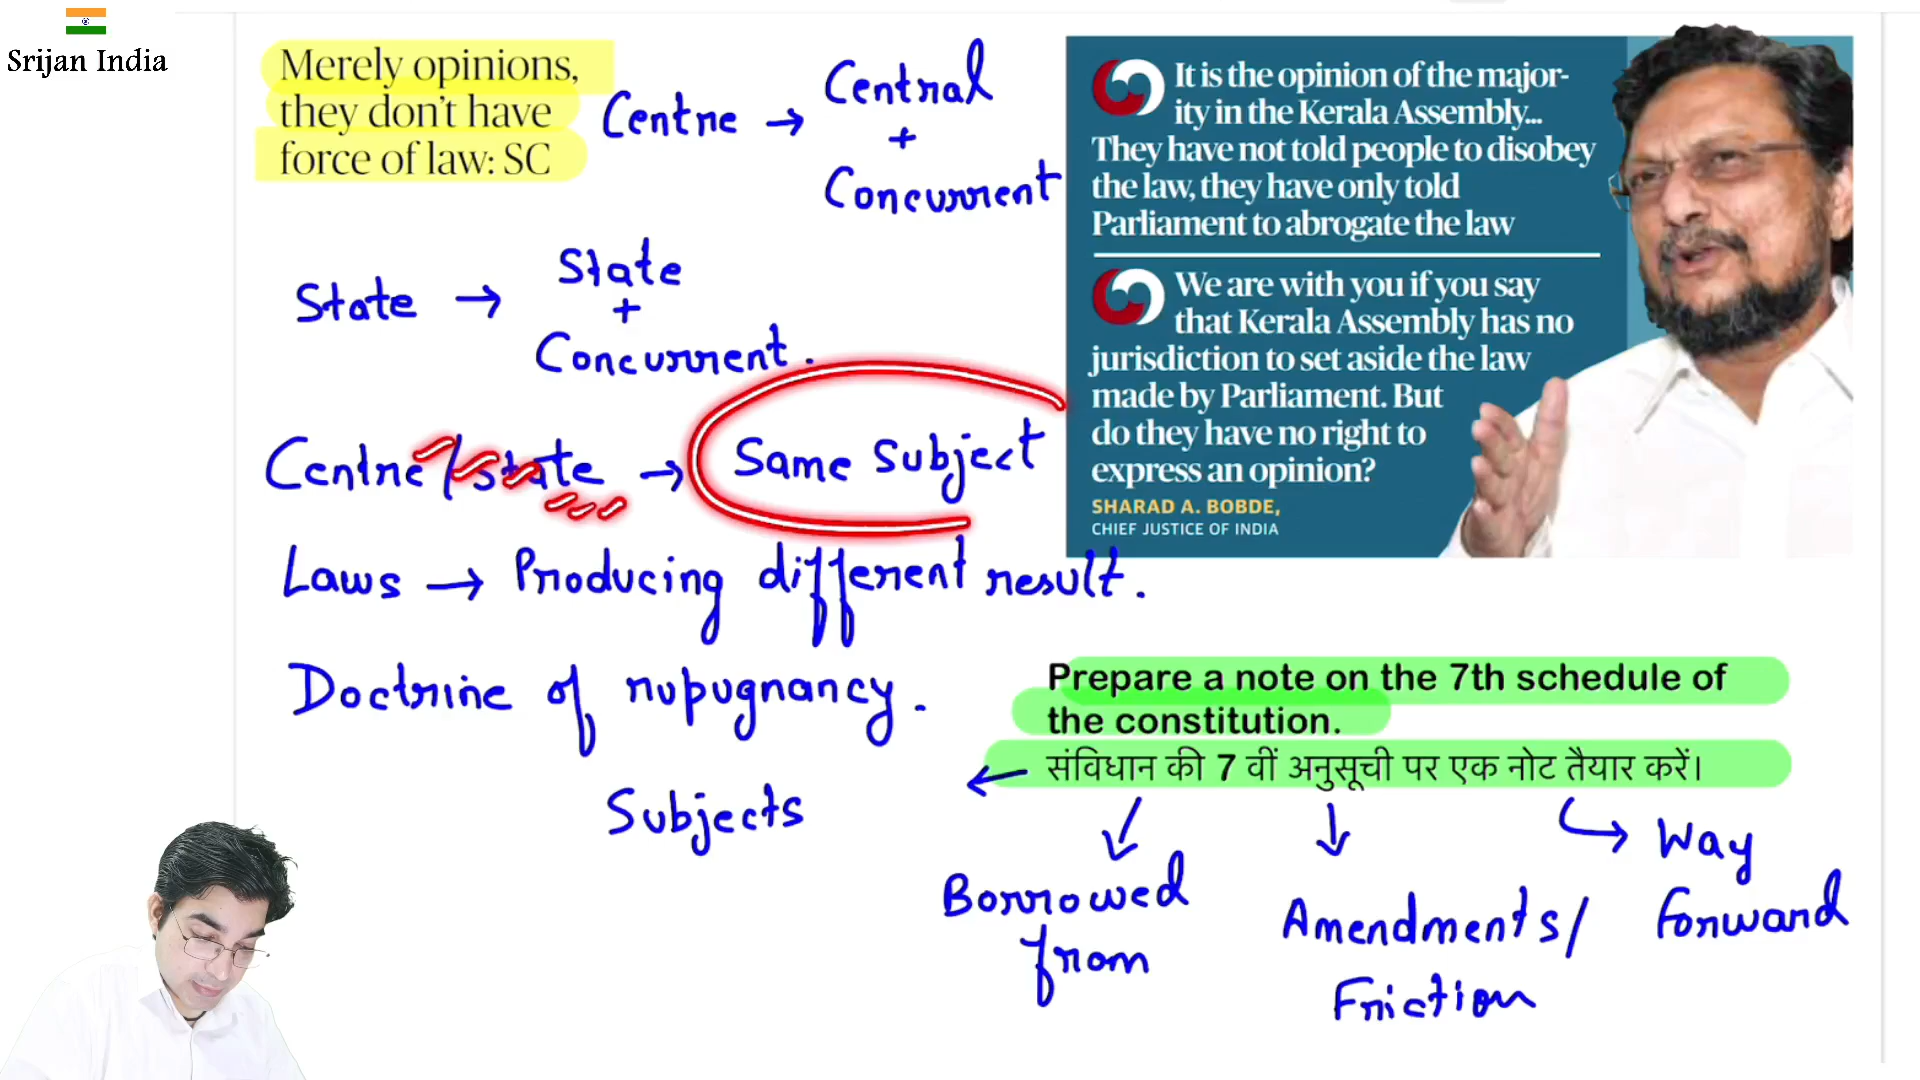 Srijan India
Merely opinions,
they don't have
force of law: SC
Centre → Central
+
Concurrent
State → State
+
Concurrent.
Centre/State → Same Subject
Laws → Producing different result.
Doctrine of rupugnancy.
Subjects
It is the opinion of the major-
ity in the Kerala Assembly...
They have not told people to disobey
the law, they have only told
Parliament to abrogate the law
We are with you if you say
that Kerala Assembly has no
jurisdiction to set aside the law
made by Parliament. But
do they have no right to
express an opinion?
SHARAD A. BOBDE,
CHIEF JUSTICE OF INDIA
Prepare a note on the 7th schedule of
the constitution.
संविधान की 7 वीं अनुसूची पर एक नोट तैयार करें।
Borrowed
from
Amendments/
Friction
Way
Forward